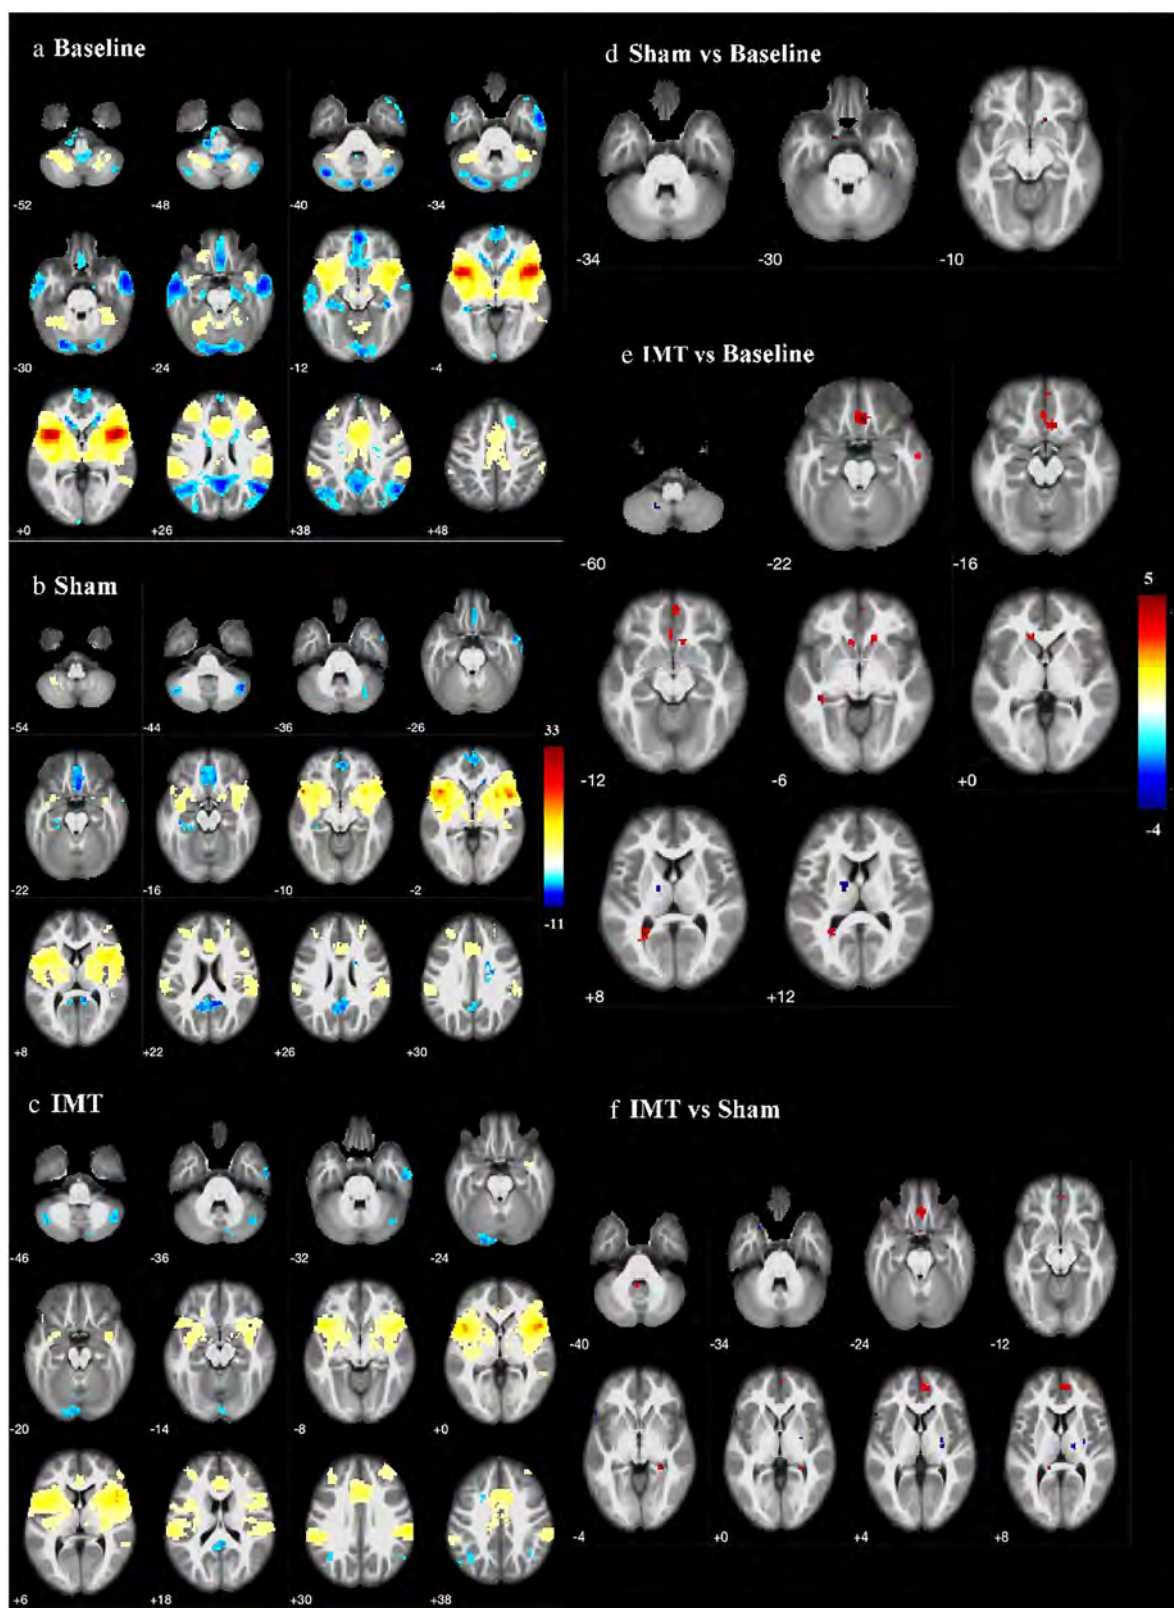 a Baseline
-52 -48 -40 -34
-30 -24 -12 -4
+0 +26 +38 +48
b Sham
-54 -44 -36 -26
-22 -16 -10 -2
+8 +22 +26 +30
33
-11
c IMT
-46 -36 -32 -24
-20 -14 -8 +0
+6 +18 +30 +38
d Sham vs Baseline
-34 -30 -10
e IMT vs Baseline
-60 -22 -16
-12 -6 +0
+8 +12
5
-4
f IMT vs Sham
-40 -34 -24 -12
-4 +0 +4 +8